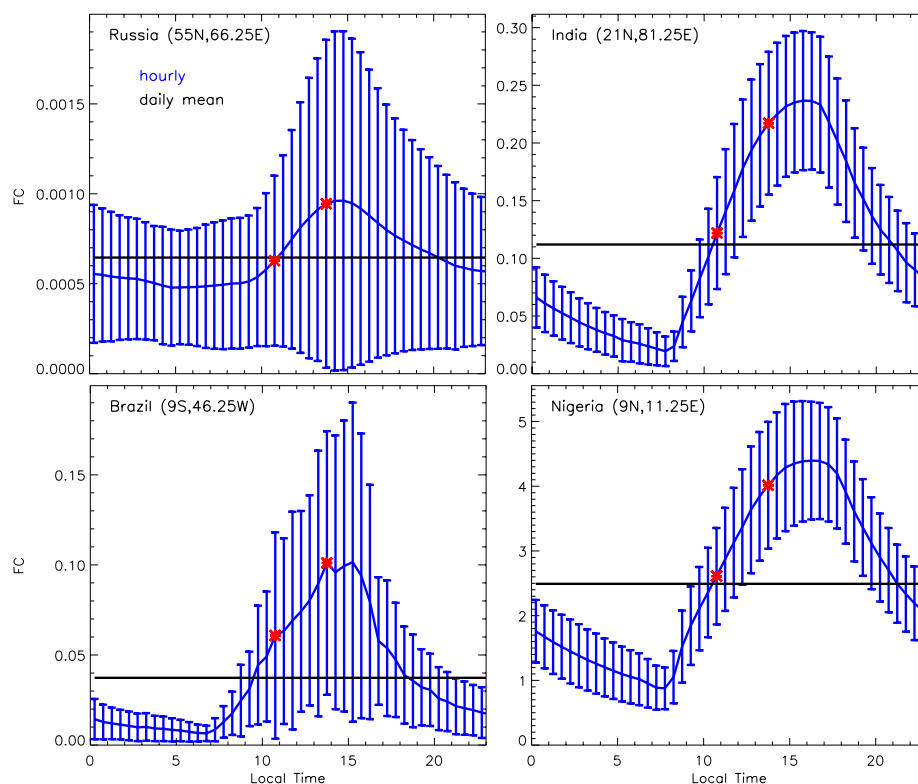 Russia (55N,66.25E)
hourly
daily mean
FC
0.0015
0.0010
0.0005
0.0000
India (21N,81.25E)
0.30
0.25
0.20
0.15
0.10
0.05
0.00
Brazil (9S,46.25W)
FC
0.15
0.10
0.05
0.00
0 5 10 15 20
Local Time
Nigeria (9N,11.25E)
5
4
3
2
1
0
0 5 10 15 20
Local Time